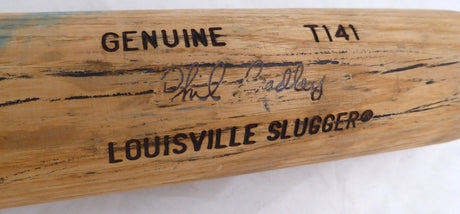 GENUINE T141
Phil Bradley
LOUISVILLE SLUGGER®